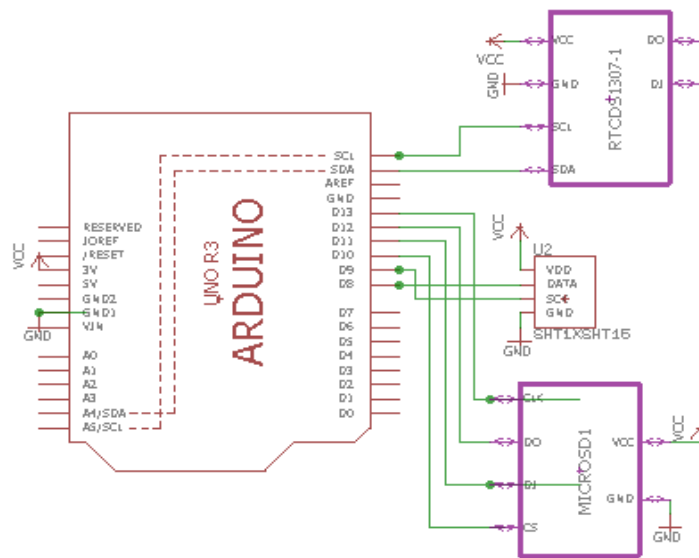 VCC
GND
VCC
GND
SCL
SDA
DO
DI
RTCDS1307-1
SCL
SDA
AREF
GND
D13
D12
D11
D10
D9
D8
D7
D6
D5
D4
D3
D2
D1
D0
RESERVED
IOREF
/RESET
3V
5V
GND2
GND1
VIN
A0
A1
A2
A3
A4/SDA
A5/SCL
VCC
GND
UNO R3
ARDUINO
VCC
U2
VDD
DATA
SCK
GND
SHT1XSHT15
GND
CLK
DO
DI
CS
VCC
GND
MICROSD1
VCC
GND